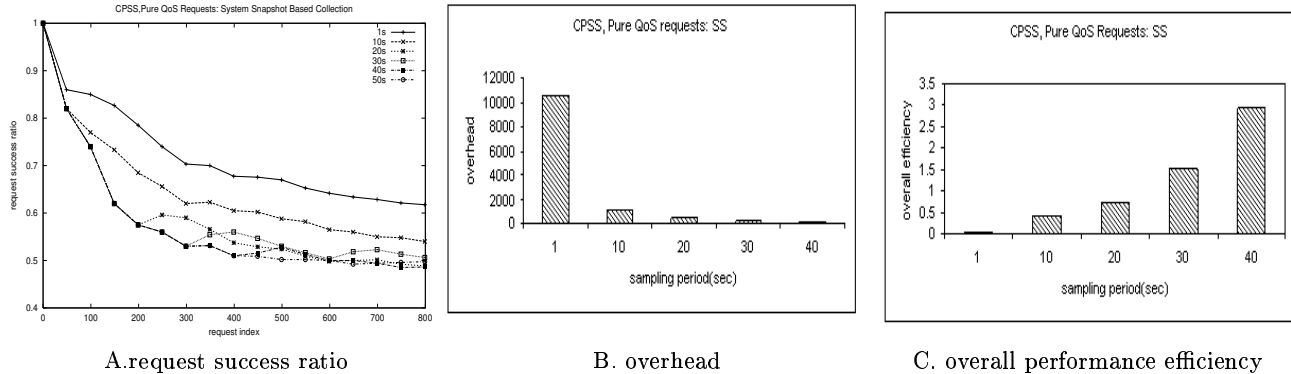 CPSS,Pure QoS Requests: System Snapshot Based Collection
1s
10s
20s
30s
40s
50s
request success ratio
1
0.9
0.8
0.7
0.6
0.5
0.4
0 100 200 300 400 500 600 700 800
request index
A.request success ratio
CPSS, Pure QoS Requests: SS
overhead
12000
10000
8000
6000
4000
2000
0
1 10 20 30 40
sampling period(sec)
B. overhead
CPSS, Pure QoS Requests: SS
overall efficiency
3.5
3
2.5
2
1.5
1
0.5
0
1 10 20 30 40
sampling period(sec)
C. overall performance efficiency